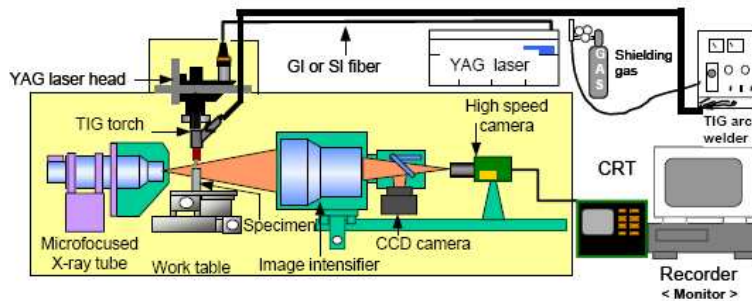 YAG laser head
GI or SI fiber
YAG laser
GAS
Shielding
gas
TIG arc
welder
TIG torch
High speed
camera
CRT
Microfocused
X-ray tube
Work table
Specimen
Image intensifier
CCD camera
Recorder
< Monitor >